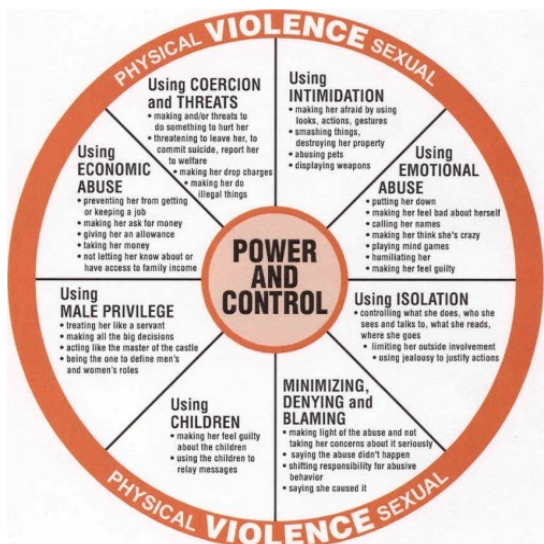 PHYSICAL VIOLENCE SEXUAL
Using COERCION
and THREATS
• making and/or threats to
do something to hurt her
• threatening to leave her, to
commit suicide, report her
to welfare
• making her drop charges
• making her do
illegal things
Using
INTIMIDATION
• making her afraid by using
looks, actions, gestures
• smashing things,
destroying her property
• abusing pets
• displaying weapons
Using
EMOTIONAL
ABUSE
• putting her down
• making her feel bad about herself
• calling her names
• making her think she's crazy
• playing mind games
• humiliating her
• making her feel guilty
Using ISOLATION
• controlling what she does, who she
sees and talks to, what she reads,
where she goes
• limiting her outside involvement
• using jealousy to justify actions
MINIMIZING,
DENYING and
BLAMING
• making light of the abuse and not
taking her concerns about it seriously
• saying the abuse didn't happen
• shifting responsibility for abusive
behavior
• saying she caused it
Using
CHILDREN
• making her feel guilty
about the children
• using the children to
relay messages
Using
MALE PRIVILEGE
• treating her like a servant
• making all the big decisions
• acting like the master of the castle
• being the one to define men's
and women's roles
Using
ECONOMIC
ABUSE
• preventing her from getting
or keeping a job
• making her ask for money
• giving her an allowance
• taking her money
• not letting her know about or
have access to family income
POWER
AND
CONTROL
PHYSICAL VIOLENCE SEXUAL